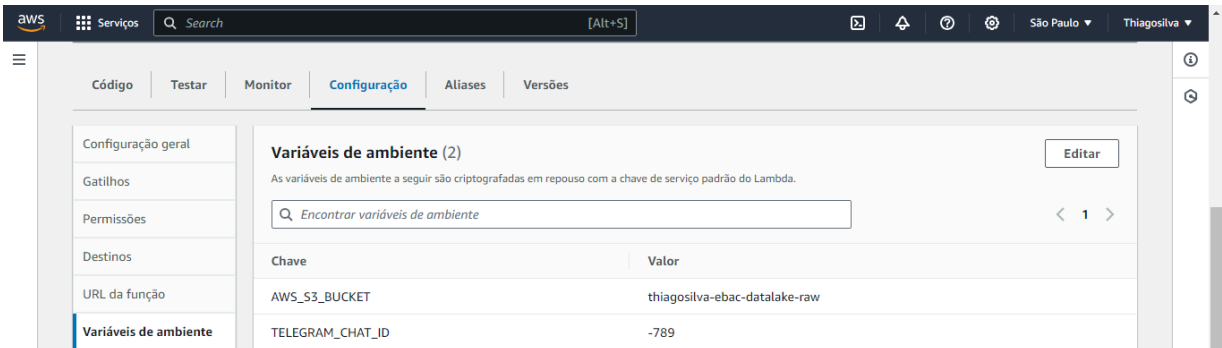 aws Serviços Search [Alt+S] São Paulo ▼ Thiagosilva ▼
Código Testar Monitor Configuração Aliases Versões
Configuração geral
Gatilhos
Permissões
Destinos
URL da função
Variáveis de ambiente
Variáveis de ambiente (2) Editar
As variáveis de ambiente a seguir são criptografadas em repouso com a chave de serviço padrão do Lambda.
Encontrar variáveis de ambiente < 1 >
Chave Valor
AWS_S3_BUCKET thiagosilva-ebac-datalake-raw
TELEGRAM_CHAT_ID -789